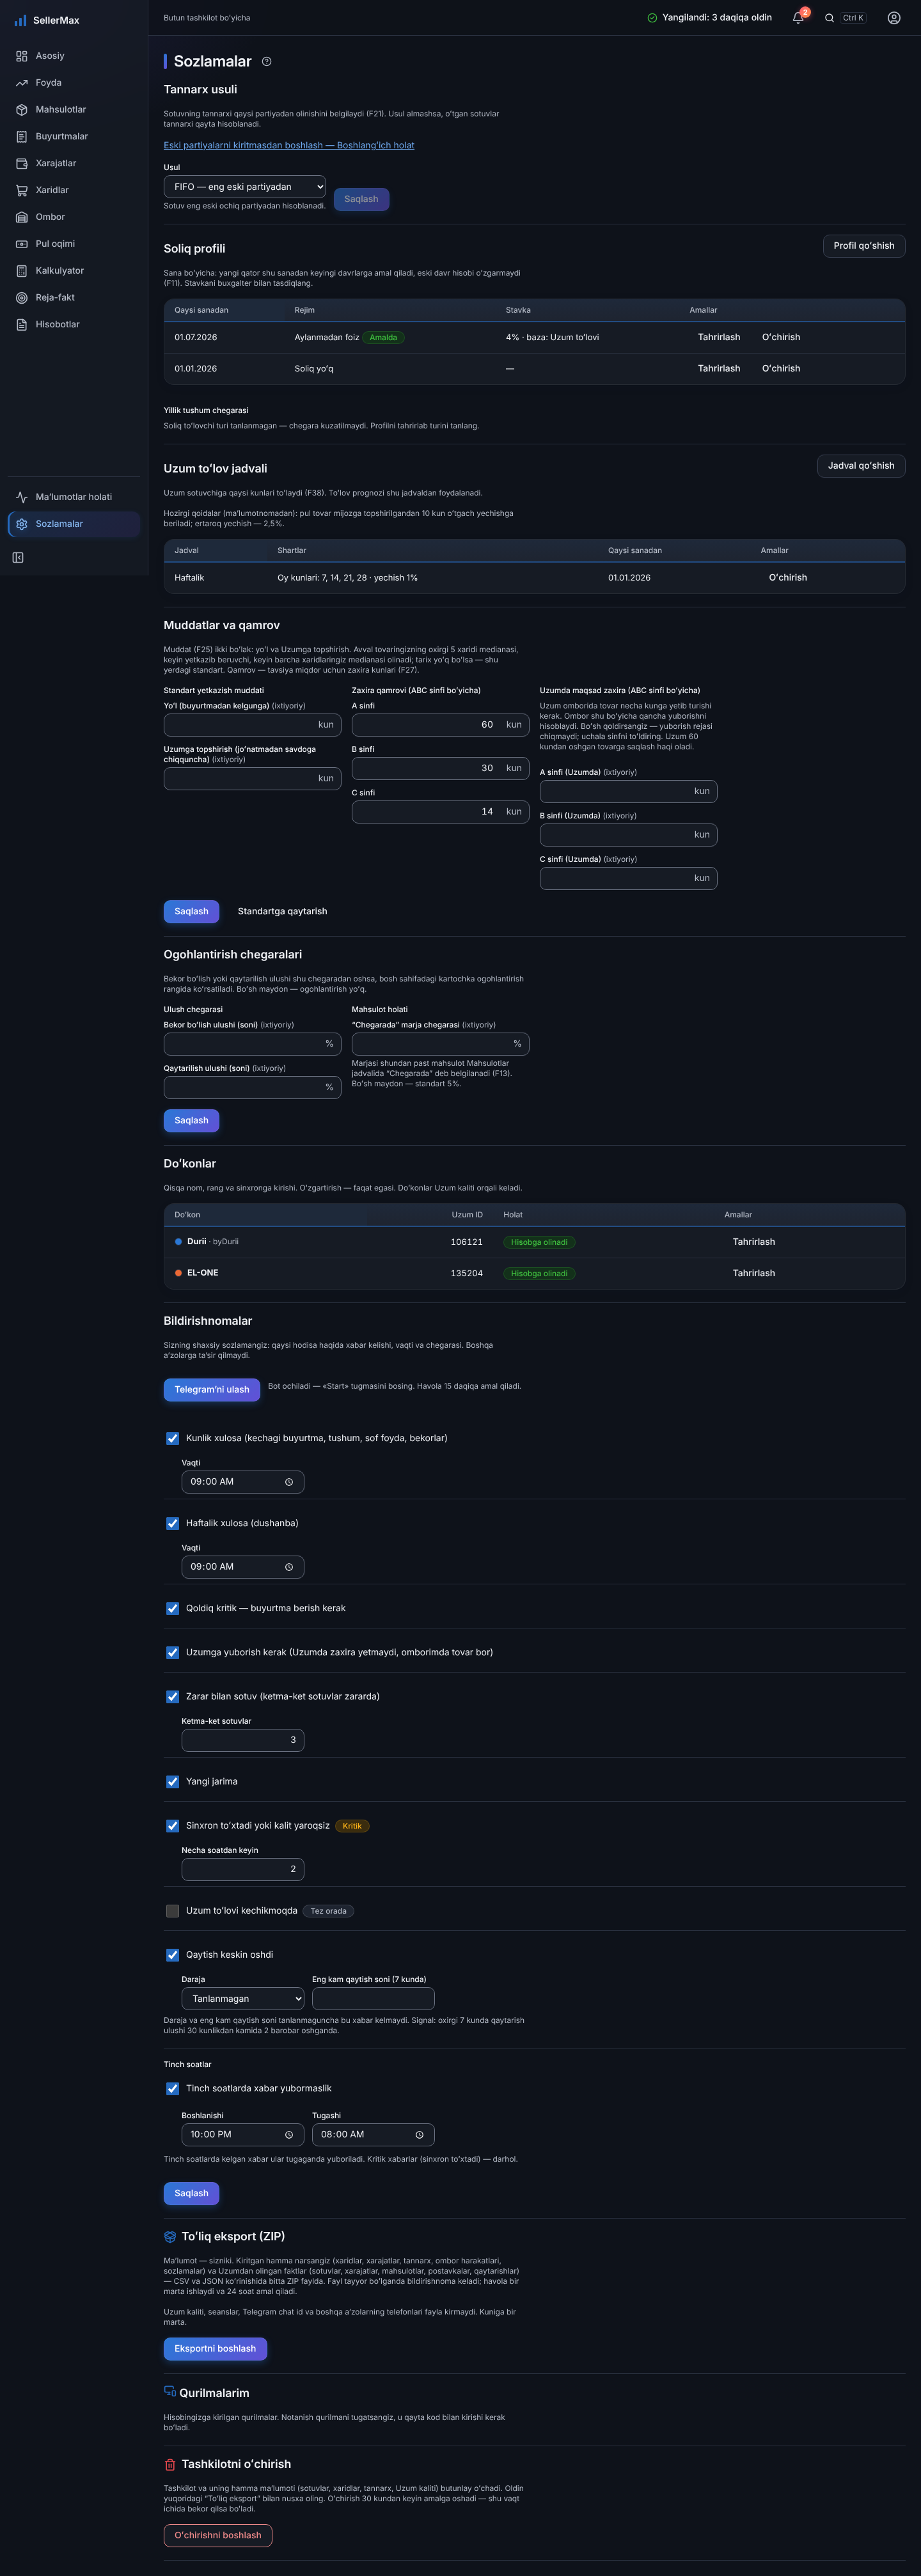 SellerMax
Butun tashkilot bo‘yicha
Yangilandi: 3 daqiqa oldin
2
Ctrl K
Asosiy
Foyda
Mahsulotlar
Buyurtmalar
Xarajatlar
Xaridlar
Ombor
Pul oqimi
Kalkulyator
Reja-fakt
Hisobotlar
Ma’lumotlar holati
Sozlamalar
Sozlamalar
Tannarx usuli
Sotuvning tannarxi qaysi partiyadan olinishini belgilaydi (F21). Usul almashsa, o‘tgan sotuvlar
tannarxi qayta hisoblanadi.
Eski partiyalarni kiritmasdan boshlash — Boshlang‘ich holat
Usul
FIFO — eng eski partiyadan
Saqlash
Sotuv eng eski ochiq partiyadan hisoblanadi.
Soliq profili
Profil qo‘shish
Sana bo‘yicha: yangi qator shu sanadan keyingi davrlarga amal qiladi, eski davr hisobi o‘zgarmaydi
(F11). Stavkani buxgalter bilan tasdiqlang.
Qaysi sanadan Rejim Stavka Amallar
01.07.2026 Aylanmadan foiz Amalda 4% · baza: Uzum to‘lovi Tahrirlash O‘chirish
01.01.2026 Soliq yo‘q — Tahrirlash O‘chirish
Yillik tushum chegarasi
Soliq to‘lovchi turi tanlanmagan — chegara kuzatilmaydi. Profilni tahrirlab turini tanlang.
Uzum to‘lov jadvali
Jadval qo‘shish
Uzum sotuvchiga qaysi kunlari to‘laydi (F38). To‘lov prognozi shu jadvaldan foydalanadi.
Hozirgi qoidalar (ma’lumotnomadan): pul tovar mijozga topshirilgandan 10 kun o‘tgach yechishga
beriladi; ertaroq yechish — 2,5%.
Jadval Shartlar Qaysi sanadan Amallar
Haftalik Oy kunlari: 7, 14, 21, 28 · yechish 1% 01.01.2026 O‘chirish
Muddatlar va qamrov
Muddat (F25) ikki bo‘lak: yo‘l va Uzumga topshirish. Avval tovaringizning oxirgi 5 xaridi medianasi,
keyin yetkazib beruvchi, keyin barcha xaridlaringiz medianasi olinadi; tarix yo‘q bo‘lsa — shu
yerdagi standart. Qamrov — tavsiya miqdor uchun zaxira kunlari (F27).
Standart yetkazish muddati
Yo‘l (buyurtmadan kelgunga) (ixtiyoriy)
kun
Uzumga topshirish (jo‘natmadan savdoga
chiqquncha) (ixtiyoriy)
kun
Zaxira qamrovi (ABC sinfi bo‘yicha)
A sinfi
60 kun
B sinfi
30 kun
C sinfi
14 kun
Uzumda maqsad zaxira (ABC sinfi bo‘yicha)
Uzum omborida tovar necha kunga yetib turishi
kerak. Ombor shu bo‘yicha qancha yuborishni
hisoblaydi. Bo‘sh qoldirsangiz — yuborish rejasi
chiqmaydi; uchala sinfni to‘ldiring. Uzum 60
kundan oshgan tovarga saqlash haqi oladi.
A sinfi (Uzumda) (ixtiyoriy)
kun
B sinfi (Uzumda) (ixtiyoriy)
kun
C sinfi (Uzumda) (ixtiyoriy)
kun
Saqlash
Standartga qaytarish
Ogohlantirish chegaralari
Bekor bo‘lish yoki qaytarilish ulushi shu chegaradan oshsa, bosh sahifadagi kartochka ogohlantirish
rangida ko‘rsatiladi. Bo‘sh maydon — ogohlantirish yo‘q.
Ulush chegarasi
Bekor bo‘lish ulushi (soni) (ixtiyoriy)
%
Qaytarilish ulushi (soni) (ixtiyoriy)
%
Mahsulot holati
“Chegarada” marja chegarasi (ixtiyoriy)
%
Marjasi shundan past mahsulot Mahsulotlar
jadvalida “Chegarada” deb belgilanadi (F13).
Bo‘sh maydon — standart 5%.
Saqlash
Do‘konlar
Qisqa nom, rang va sinxronga kirishi. O‘zgartirish — faqat egasi. Do‘konlar Uzum kaliti orqali keladi.
Do‘kon Uzum ID Holat Amallar
Durii · byDurii 106121 Hisobga olinadi Tahrirlash
EL-ONE 135204 Hisobga olinadi Tahrirlash
Bildirishnomalar
Sizning shaxsiy sozlamangiz: qaysi hodisa haqida xabar kelishi, vaqti va chegarasi. Boshqa
a’zolarga ta’sir qilmaydi.
Telegram’ni ulash
Bot ochiladi — «Start» tugmasini bosing. Havola 15 daqiqa amal qiladi.
Kunlik xulosa (kechagi buyurtma, tushum, sof foyda, bekorlar)
Vaqti
09:00 AM
Haftalik xulosa (dushanba)
Vaqti
09:00 AM
Qoldiq kritik — buyurtma berish kerak
Uzumga yuborish kerak (Uzumda zaxira yetmaydi, omborimda tovar bor)
Zarar bilan sotuv (ketma-ket sotuvlar zararda)
Ketma-ket sotuvlar
3
Yangi jarima
Sinxron to‘xtadi yoki kalit yaroqsiz Kritik
Necha soatdan keyin
2
Uzum to‘lovi kechikmoqda Tez orada
Qaytish keskin oshdi
Daraja Eng kam qaytish soni (7 kunda)
Tanlanmagan
Daraja va eng kam qaytish soni tanlanmaguncha bu xabar kelmaydi. Signal: oxirgi 7 kunda qaytarish
ulushi 30 kunlikdan kamida 2 barobar oshganda.
Tinch soatlar
Tinch soatlarda xabar yubormaslik
Boshlanishi Tugashi
10:00 PM 08:00 AM
Tinch soatlarda kelgan xabar ular tugaganda yuboriladi. Kritik xabarlar (sinxron to‘xtadi) — darhol.
Saqlash
To‘liq eksport (ZIP)
Ma’lumot — sizniki. Kiritgan hamma narsangiz (xaridlar, xarajatlar, tannarx, ombor harakatlari,
sozlamalar) va Uzumdan olingan faktlar (sotuvlar, xarajatlar, mahsulotlar, postavkalar, qaytarishlar)
— CSV va JSON ko‘rinishida bitta ZIP faylda. Fayl tayyor bo‘lganda bildirishnoma keladi; havola bir
marta ishlaydi va 24 soat amal qiladi.
Uzum kaliti, seanslar, Telegram chat id va boshqa a’zolarning telefonlari faylga kirmaydi. Kuniga bir
marta.
Eksportni boshlash
Qurilmalarim
Hisobingizga kirilgan qurilmalar. Notanish qurilmani tugatsangiz, u qayta kod bilan kirishi kerak
bo‘ladi.
Tashkilotni o‘chirish
Tashkilot va uning hamma ma’lumoti (sotuvlar, xaridlar, tannarx, Uzum kaliti) butunlay o‘chadi. Oldin
yuqoridagi “To‘liq eksport” bilan nusxa oling. O‘chirish 30 kundan keyin amalga oshadi — shu vaqt
ichida bekor qilsa bo‘ladi.
O‘chirishni boshlash